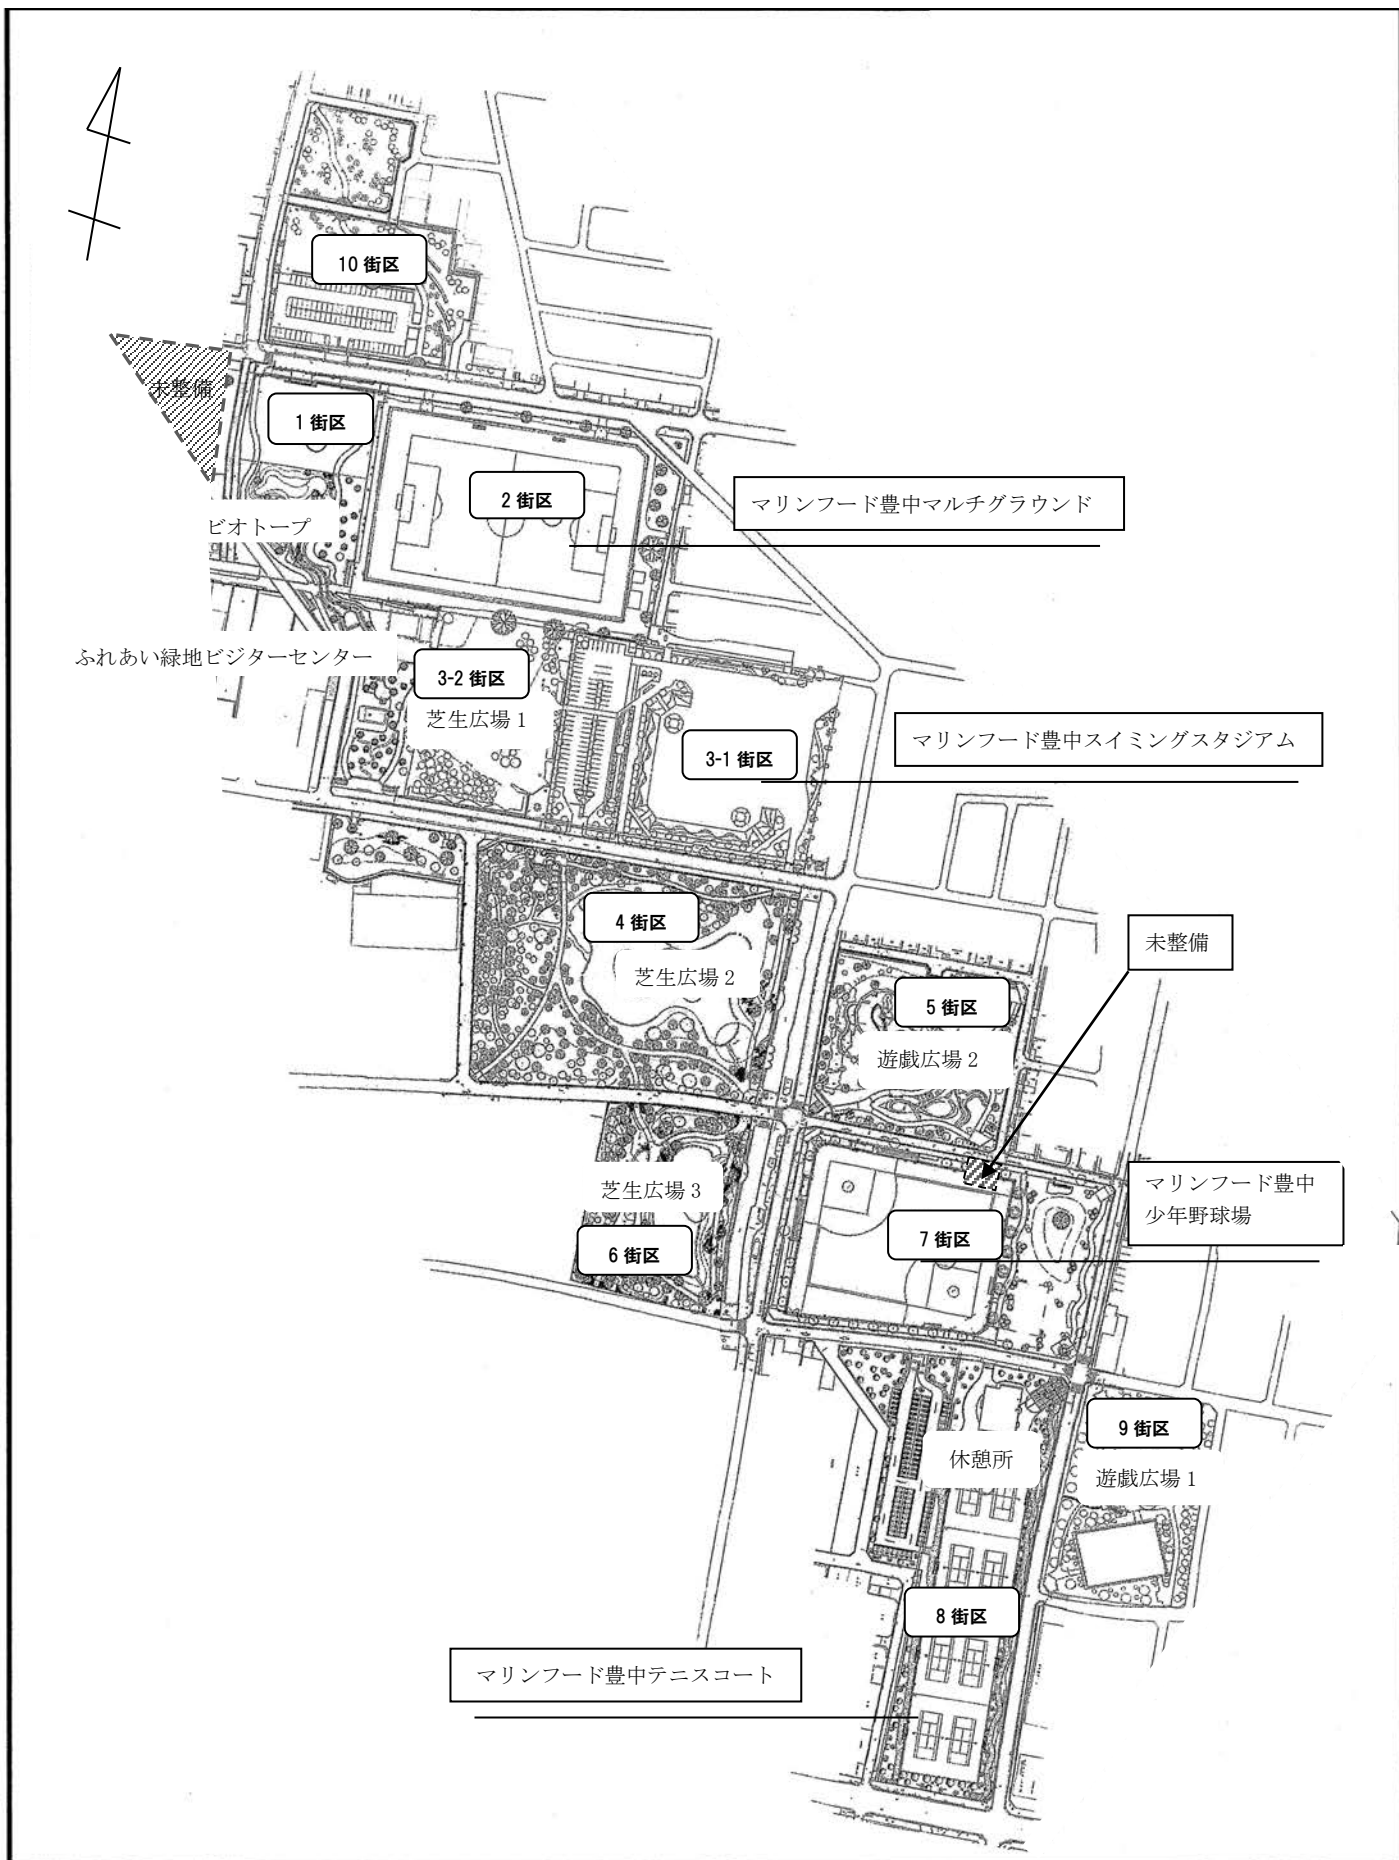 10 街区
未整備
1 街区
2 街区
マリンフード豊中マルチグラウンド
ビオトープ
ふれあい緑地ビジターセンター
3-2 街区
芝生広場 1
3-1 街区
マリンフード豊中スイミングスタジアム
4 街区
芝生広場 2
未整備
5 街区
遊戯広場 2
芝生広場 3
6 街区
7 街区
マリンフード豊中
少年野球場
9 街区
遊戯広場 1
休憩所
8 街区
マリンフード豊中テニスコート